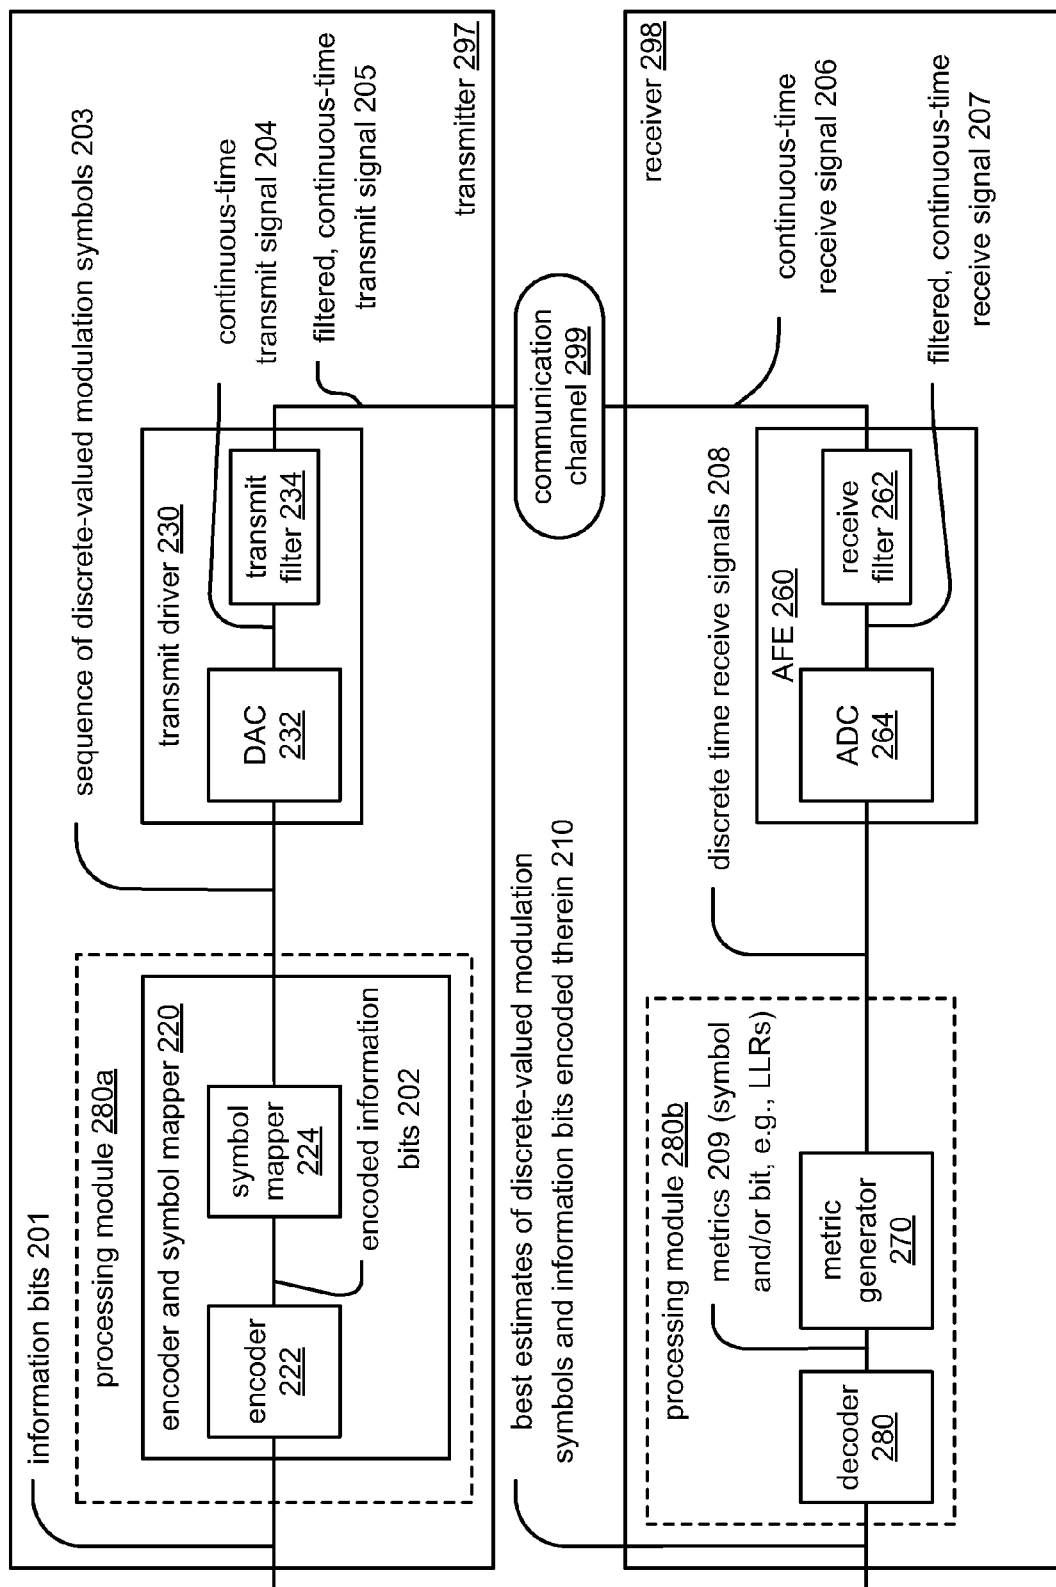 information bits 201
processing module 280a
encoder and symbol mapper 220
encoder
222
symbol
mapper
224
encoded information
bits 202
sequence of discrete-valued modulation symbols 203
transmit driver 230
DAC
232
transmit
filter 234
continuous-time
transmit signal 204
filtered, continuous-time
transmit signal 205
transmitter 297
communication
channel 299
best estimates of discrete-valued modulation
symbols and information bits encoded therein 210
processing module 280b
metrics 209 (symbol
and/or bit, e.g., LLRs)
decoder
280
metric
generator
270
discrete time receive signals 208
AFE 260
ADC
264
receive
filter 262
receiver 298
continuous-time
receive signal 206
filtered, continuous-time
receive signal 207